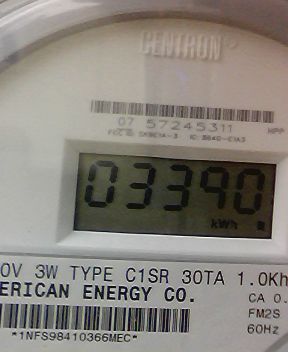 CENTRON
07 57245311 HPP
03390
kWh
0V 3W TYPE C1SR 30TA 1.0Kh
ERICAN ENERGY CO.
CA 0.
FM2S
60Hz
*1NFS98410366MEC*